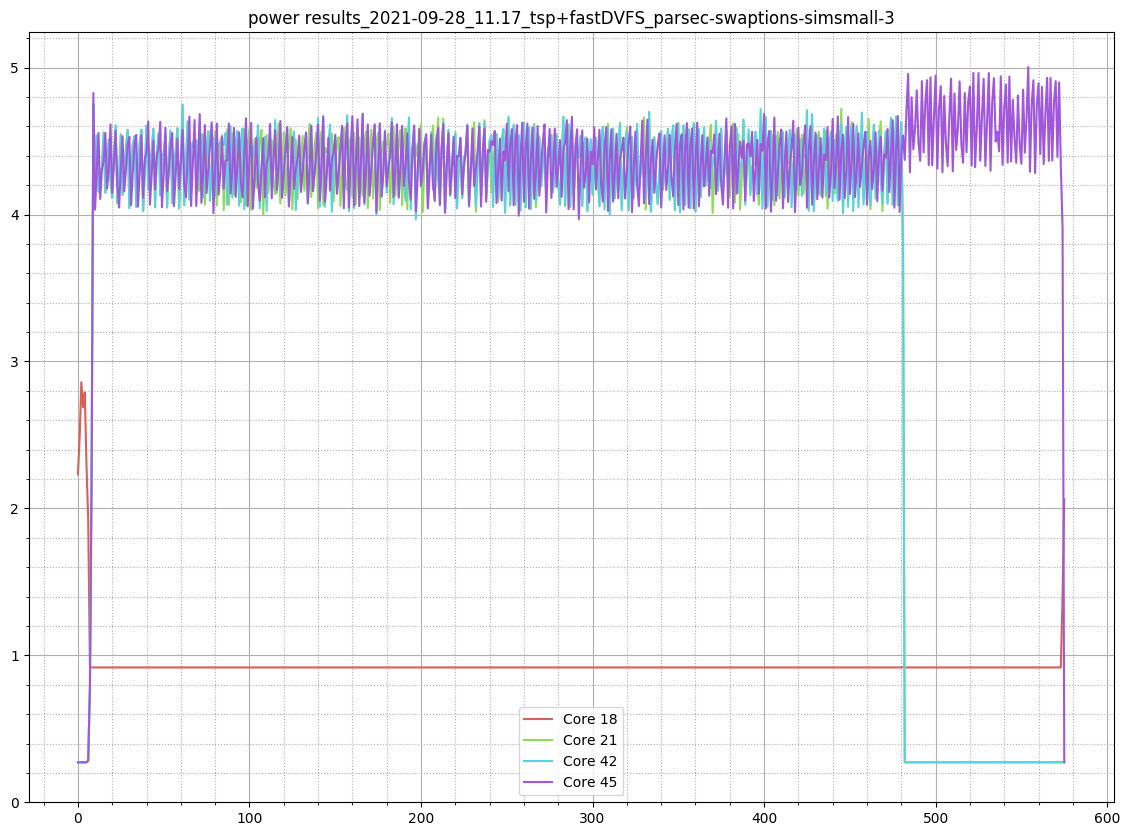 power results_2021-09-28_11.17_tsp+fastDVFS_parsec-swaptions-simsmall-3
5
4
3
2
1
0
0 100 200 300 400 500 600
Core 18
Core 21
Core 42
Core 45